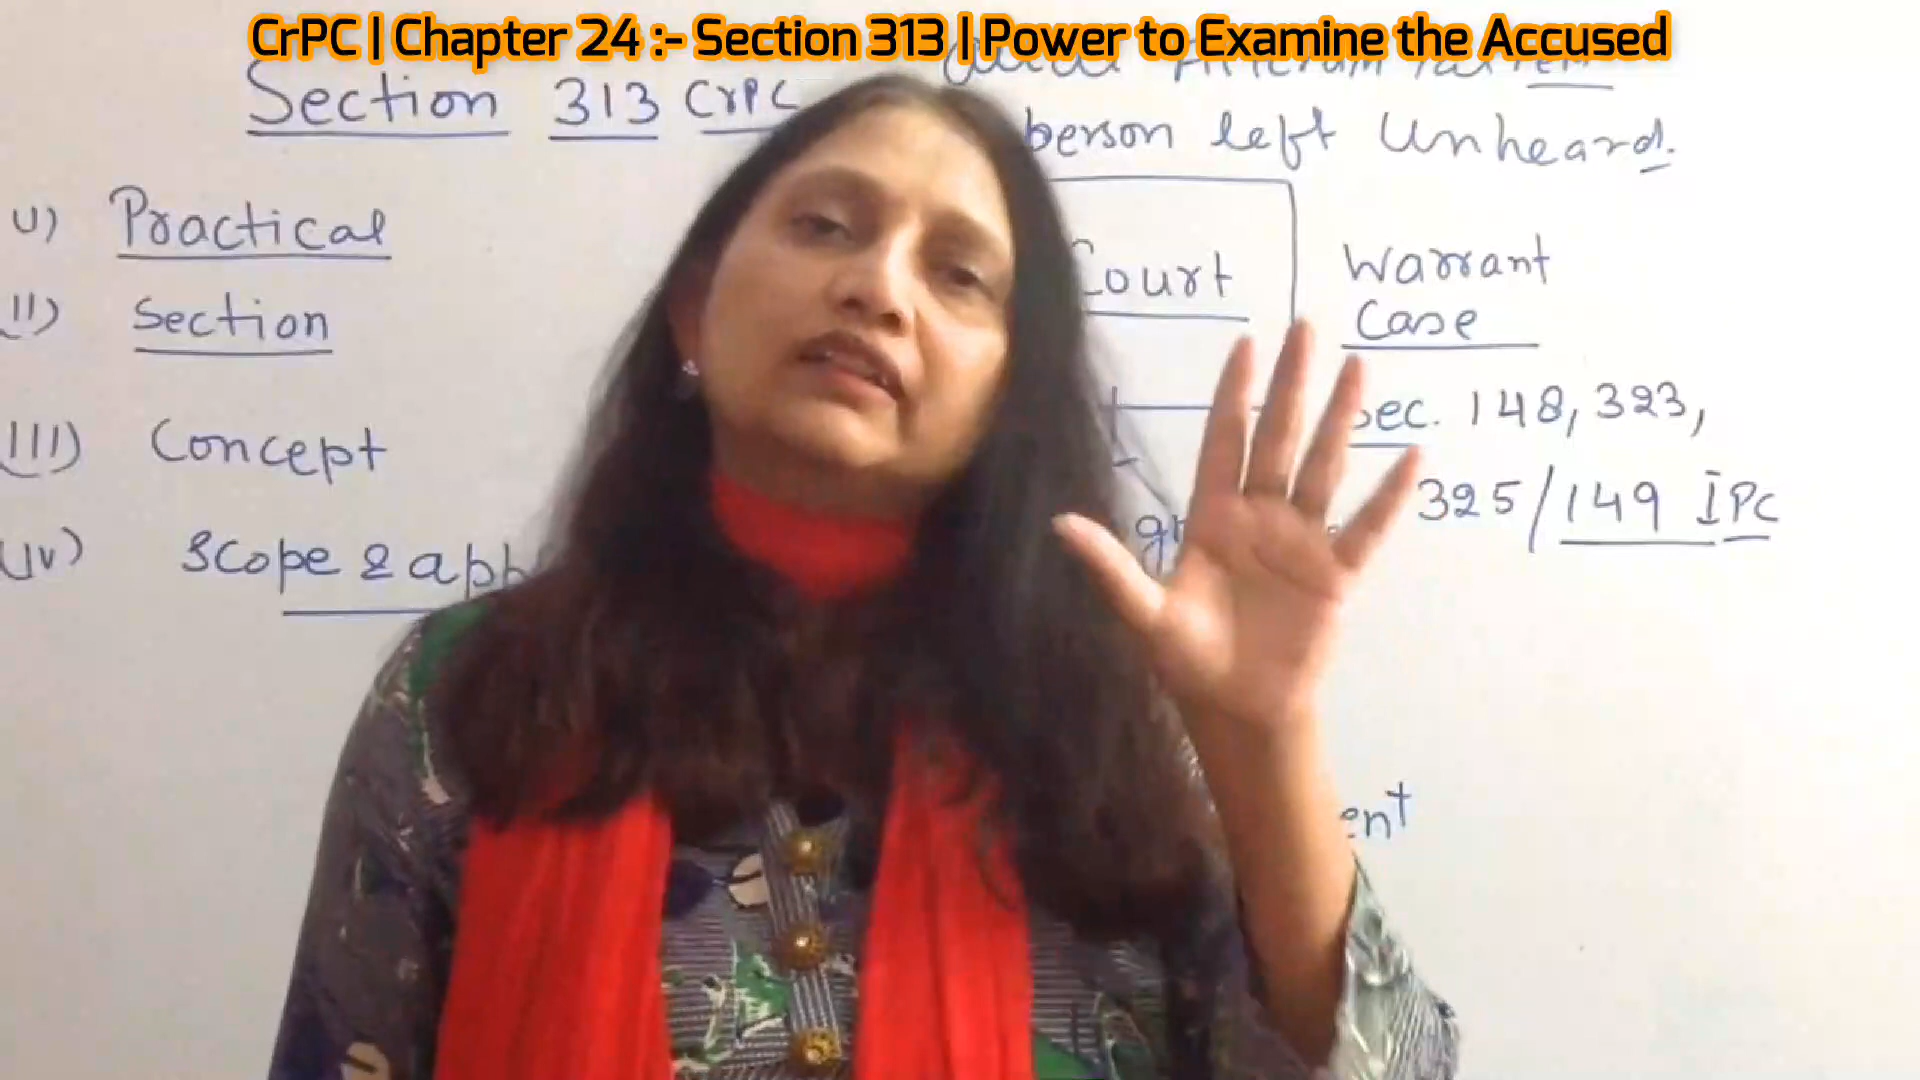 CrPC | Chapter 24 :- Section 313 | Power to Examine the Accused
Section 313 CrPC
person left Unheard.
I) Practical
II) Section
III) Concept
IV) Scope & app
Court
Warrant
Case
Sec. 148, 323,
325/149 IPC
ent